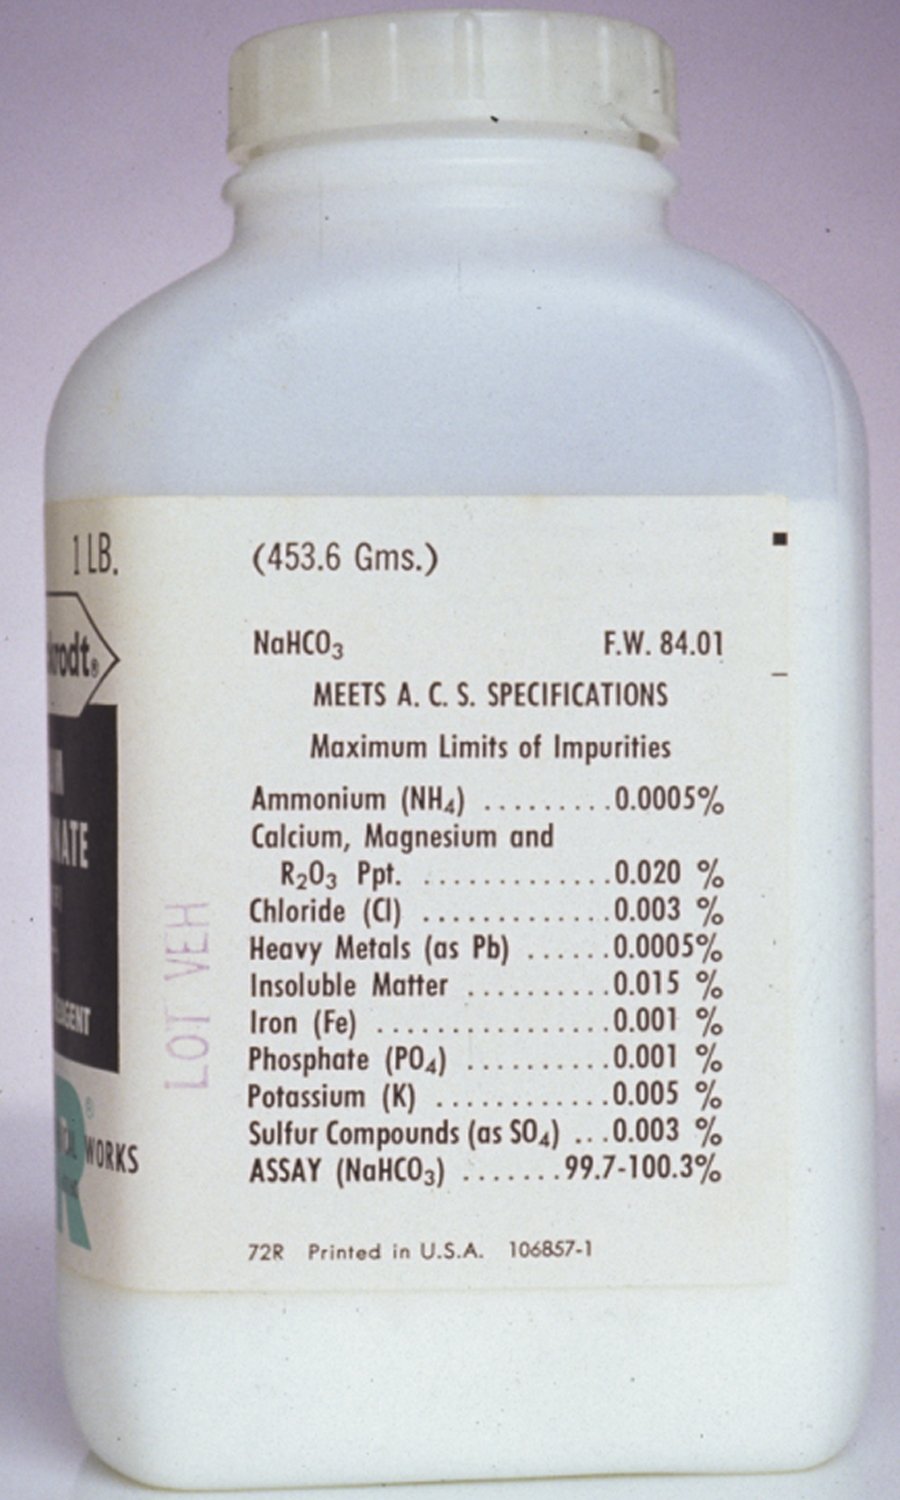 1 LB.
(453.6 Gms.)
NaHCO3 F.W. 84.01
MEETS A. C. S. SPECIFICATIONS
Maximum Limits of Impurities
Ammonium (NH4) .........0.0005%
Calcium, Magnesium and
R2O3 Ppt. .............0.020 %
Chloride (Cl) .............0.003 %
Heavy Metals (as Pb) ......0.0005%
Insoluble Matter ..........0.015 %
Iron (Fe) ................0.001 %
Phosphate (PO4) ..........0.001 %
Potassium (K) ............0.005 %
Sulfur Compounds (as SO4) ...0.003 %
ASSAY (NaHCO3) .......99.7-100.3%
72R Printed in U.S.A. 106857-1
LOT VEH
WORKS
R